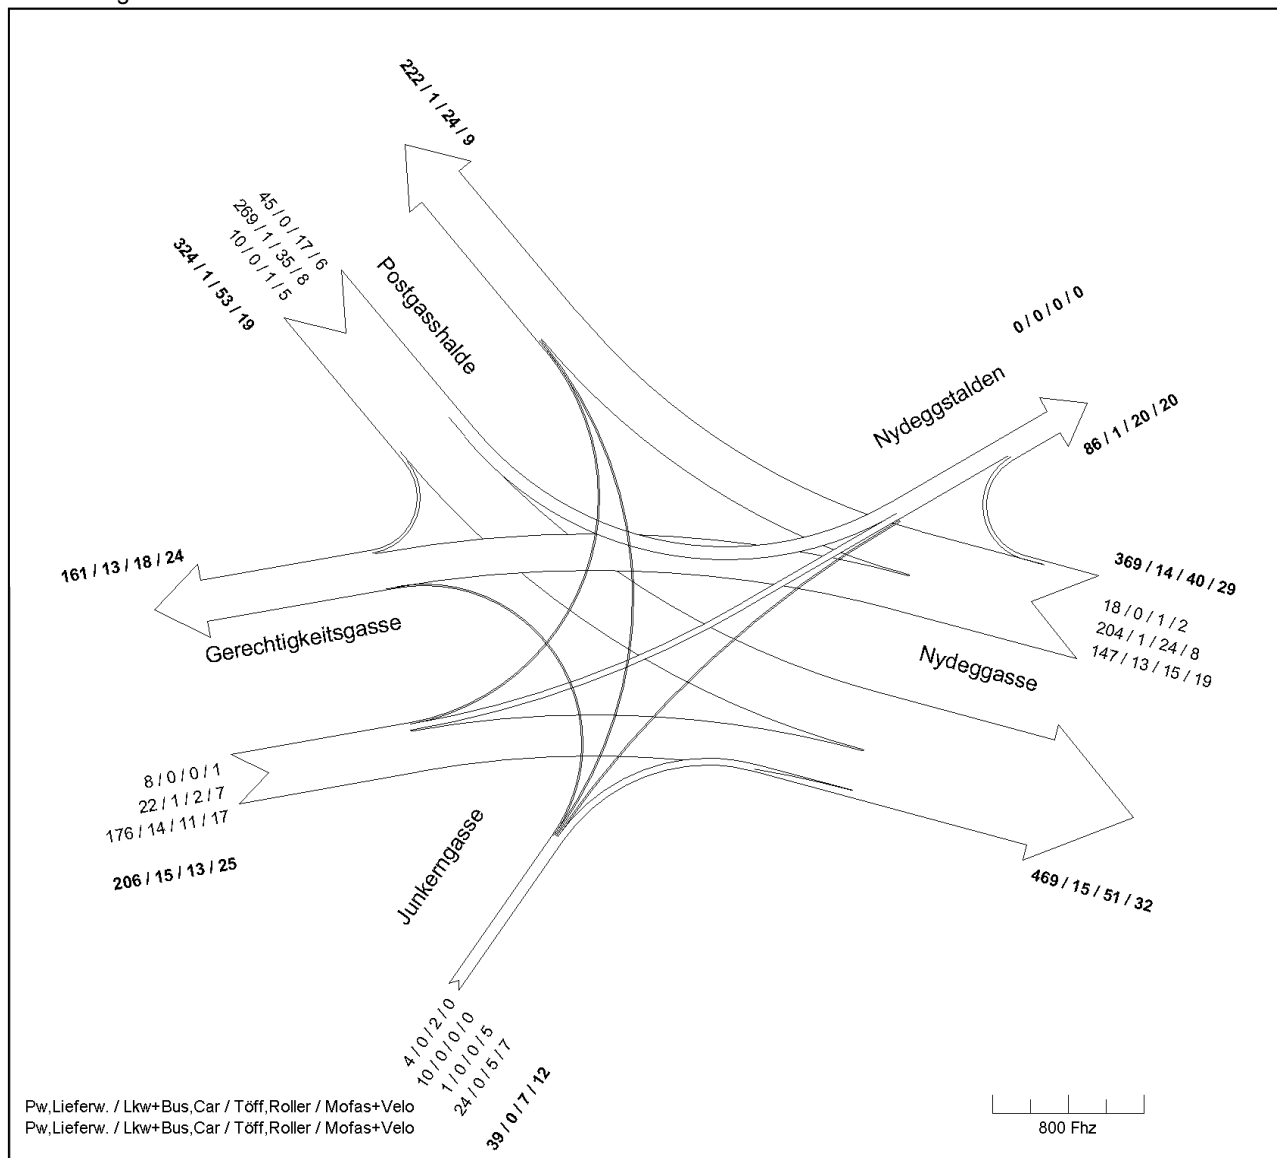 222 / 1 / 24 / 9
45 / 0 / 17 / 6
269 / 1 / 35 / 8
10 / 0 / 1 / 5
324 / 1 / 53 / 19
Postgasshalde
0 / 0 / 0 / 0
Nydeggstalden
86 / 1 / 20 / 20
161 / 13 / 18 / 24
Gerechtigkeitsgasse
369 / 14 / 40 / 29
18 / 0 / 1 / 2
204 / 1 / 24 / 8
147 / 13 / 15 / 19
Nydeggasse
8 / 0 / 0 / 1
22 / 1 / 2 / 7
176 / 14 / 11 / 17
206 / 15 / 13 / 25
Junkerngasse
469 / 15 / 51 / 32
4 / 0 / 2 / 0
10 / 0 / 0 / 0
1 / 0 / 0 / 5
24 / 0 / 5 / 7
39 / 0 / 7 / 12
Pw,Lieferw. / Lkw+Bus,Car / Töff,Roller / Mofas+Velo
Pw,Lieferw. / Lkw+Bus,Car / Töff,Roller / Mofas+Velo
800 Fhz